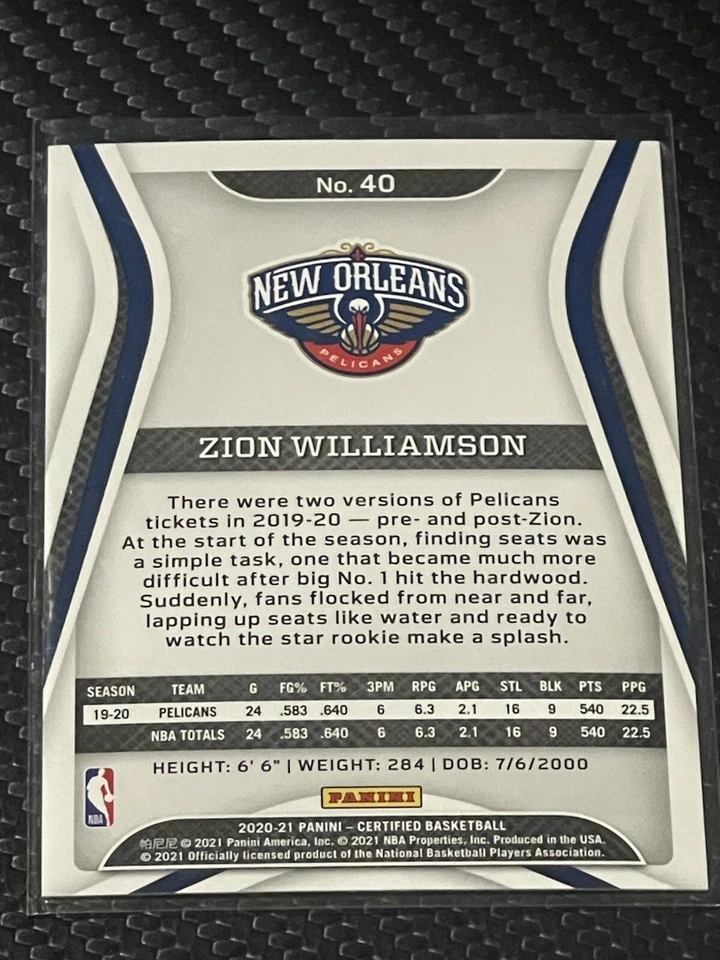 No. 40
NEW ORLEANS
PELICANS
ZION WILLIAMSON
There were two versions of Pelicans
tickets in 2019-20 — pre- and post-Zion.
At the start of the season, finding seats was
a simple task, one that became much more
difficult after big No. 1 hit the hardwood.
Suddenly, fans flocked from near and far,
lapping up seats like water and ready to
watch the star rookie make a splash.
SEASON TEAM G FG% FT% 3PM RPG APG STL BLK PTS PPG
19-20 PELICANS 24 .583 .640 6 6.3 2.1 16 9 540 22.5
NBA TOTALS 24 .583 .640 6 6.3 2.1 16 9 540 22.5
HEIGHT: 6' 6" | WEIGHT: 284 | DOB: 7/6/2000
NBA
PANINI
2020-21 PANINI – CERTIFIED BASKETBALL
帕尼尼 © 2021 Panini America, Inc. © 2021 NBA Properties, Inc. Produced in the USA.
© 2021 Officially licensed product of the National Basketball Players Association.